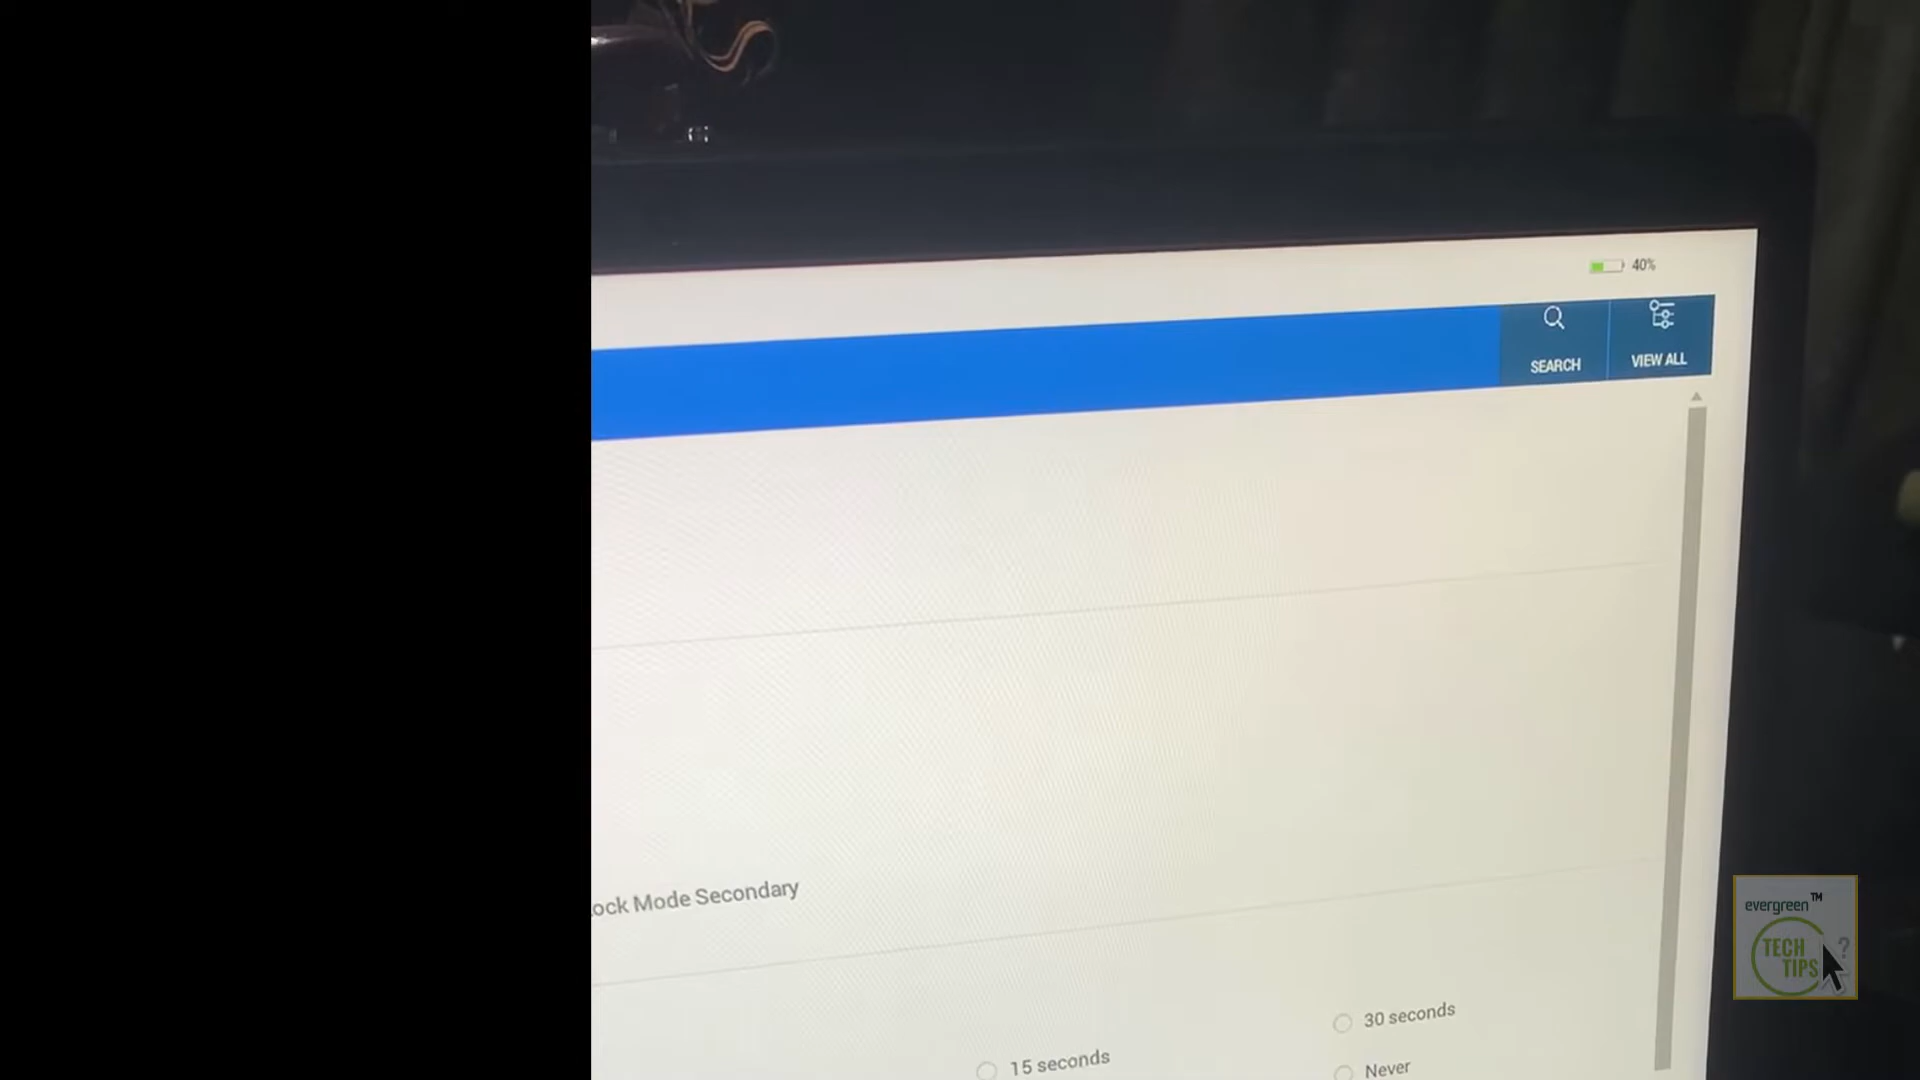 40%
SEARCH
VIEW ALL
ock Mode Secondary
30 seconds
15 seconds
Never
evergreen™
TECH
TIPS
?